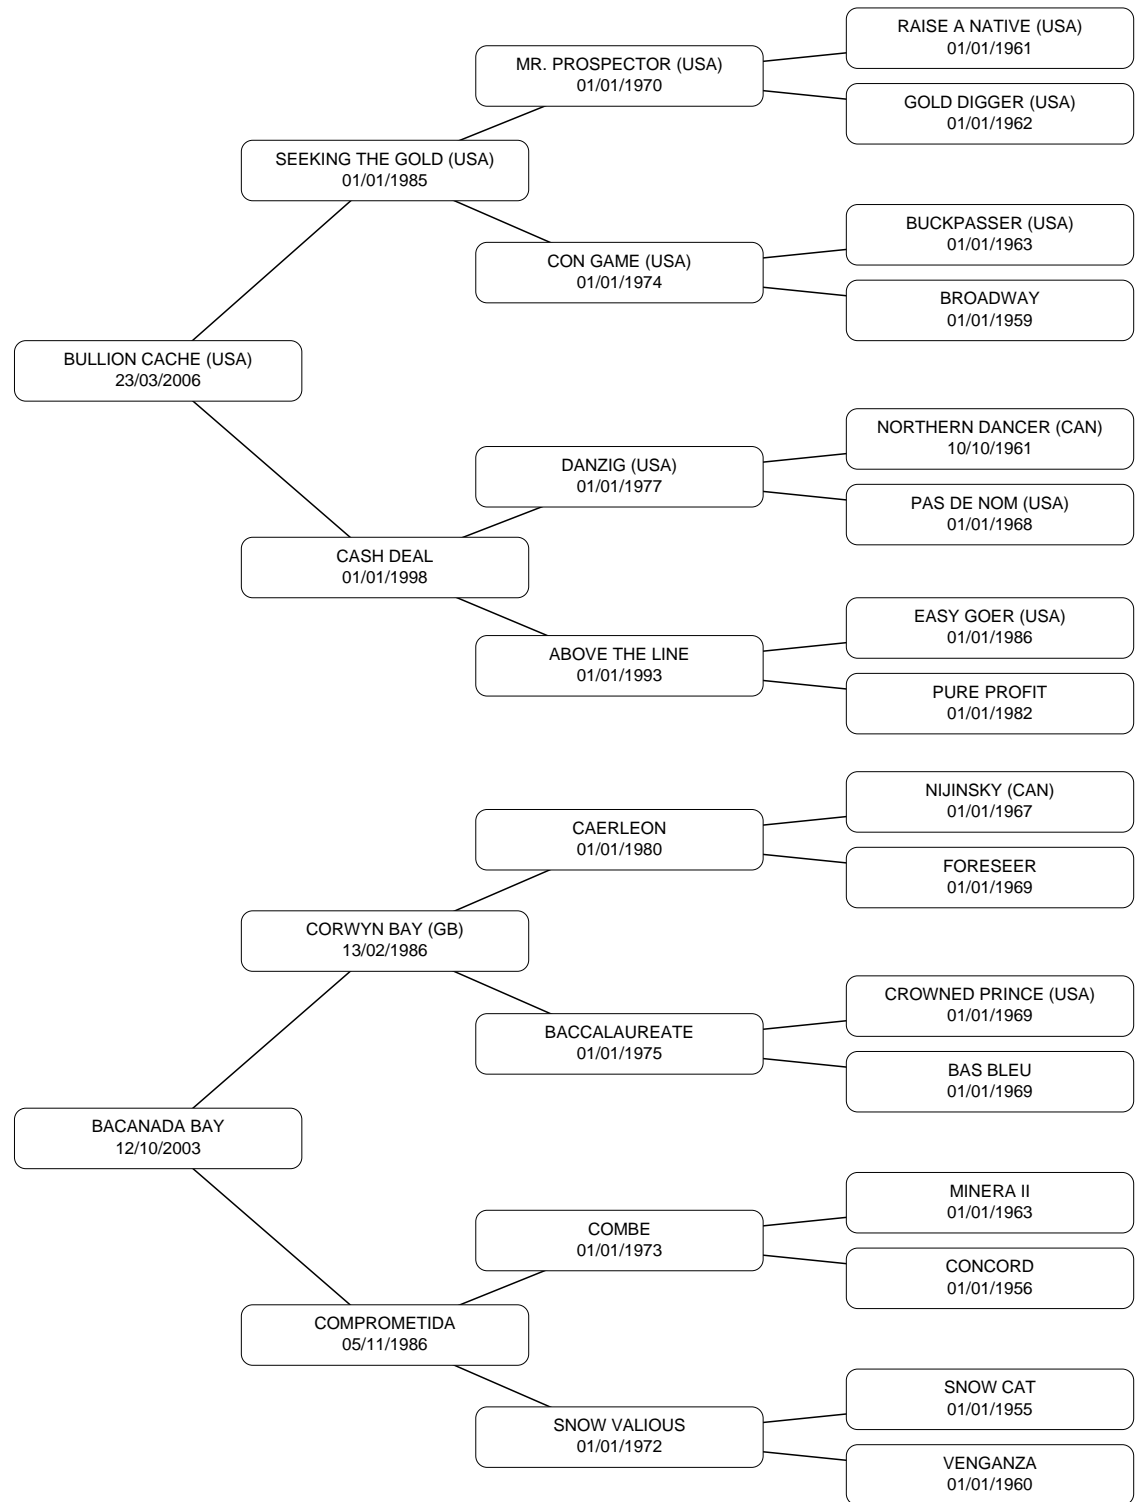 RAISE A NATIVE (USA)
01/01/1961
MR. PROSPECTOR (USA)
01/01/1970
GOLD DIGGER (USA)
01/01/1962
SEEKING THE GOLD (USA)
01/01/1985
BUCKPASSER (USA)
01/01/1963
CON GAME (USA)
01/01/1974
BROADWAY
01/01/1959
BULLION CACHE (USA)
23/03/2006
NORTHERN DANCER (CAN)
10/10/1961
DANZIG (USA)
01/01/1977
PAS DE NOM (USA)
01/01/1968
CASH DEAL
01/01/1998
EASY GOER (USA)
01/01/1986
ABOVE THE LINE
01/01/1993
PURE PROFIT
01/01/1982
NIJINSKY (CAN)
01/01/1967
CAERLEON
01/01/1980
FORESEER
01/01/1969
CORWYN BAY (GB)
13/02/1986
CROWNED PRINCE (USA)
01/01/1969
BACCALAUREATE
01/01/1975
BAS BLEU
01/01/1969
BACANADA BAY
12/10/2003
MINERA II
01/01/1963
COMBE
01/01/1973
CONCORD
01/01/1956
COMPROMETIDA
05/11/1986
SNOW CAT
01/01/1955
SNOW VALIOUS
01/01/1972
VENGANZA
01/01/1960